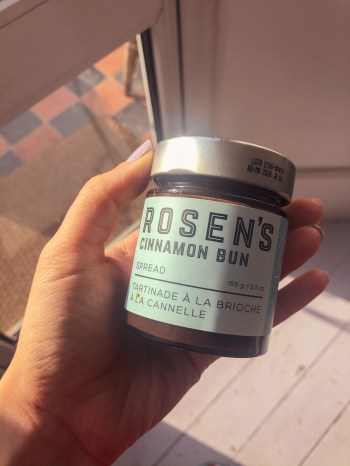 ROSEN'S
CINNAMON BUN
SPREAD
TARTINADE À LA BRIOCHE
À LA CANNELLE